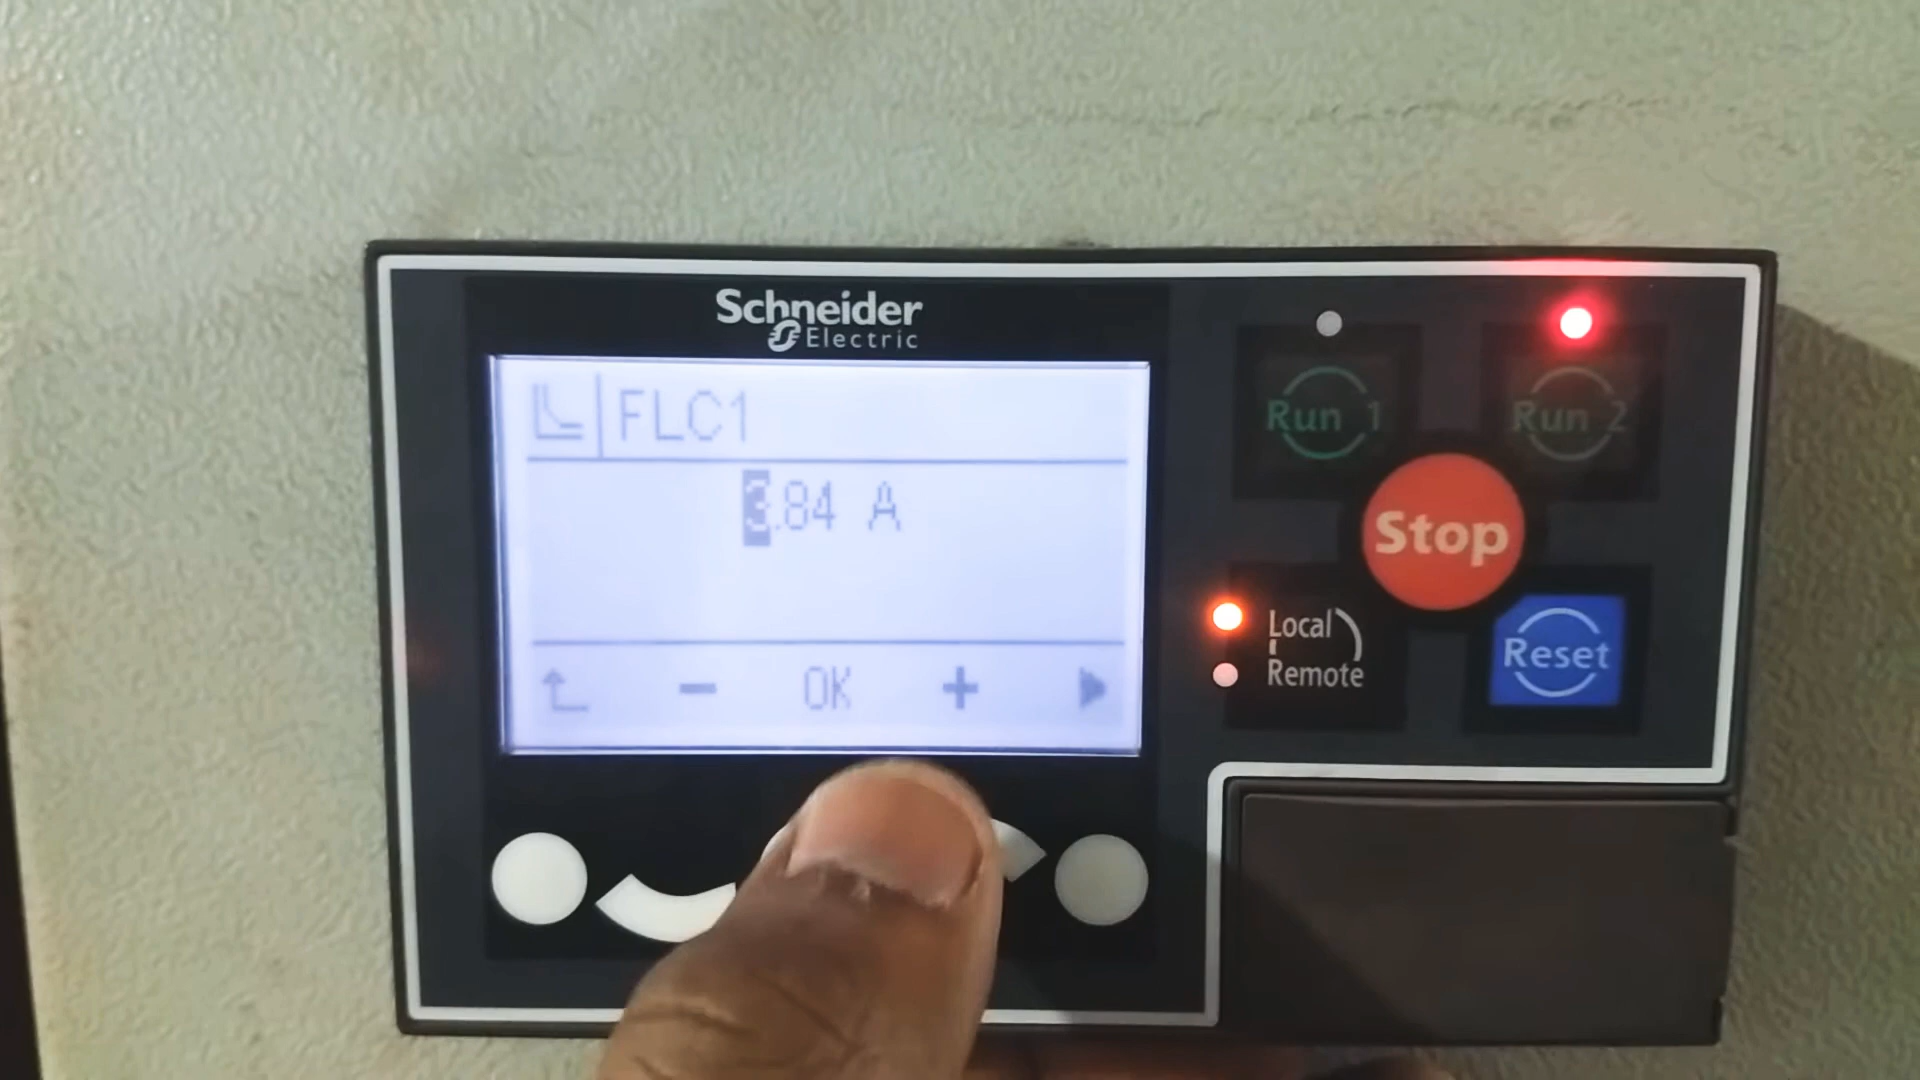 Schneider
Electric
FLC1
3.84 A
- OK +
Run 1
Run 2
Stop
Local
Remote
Reset